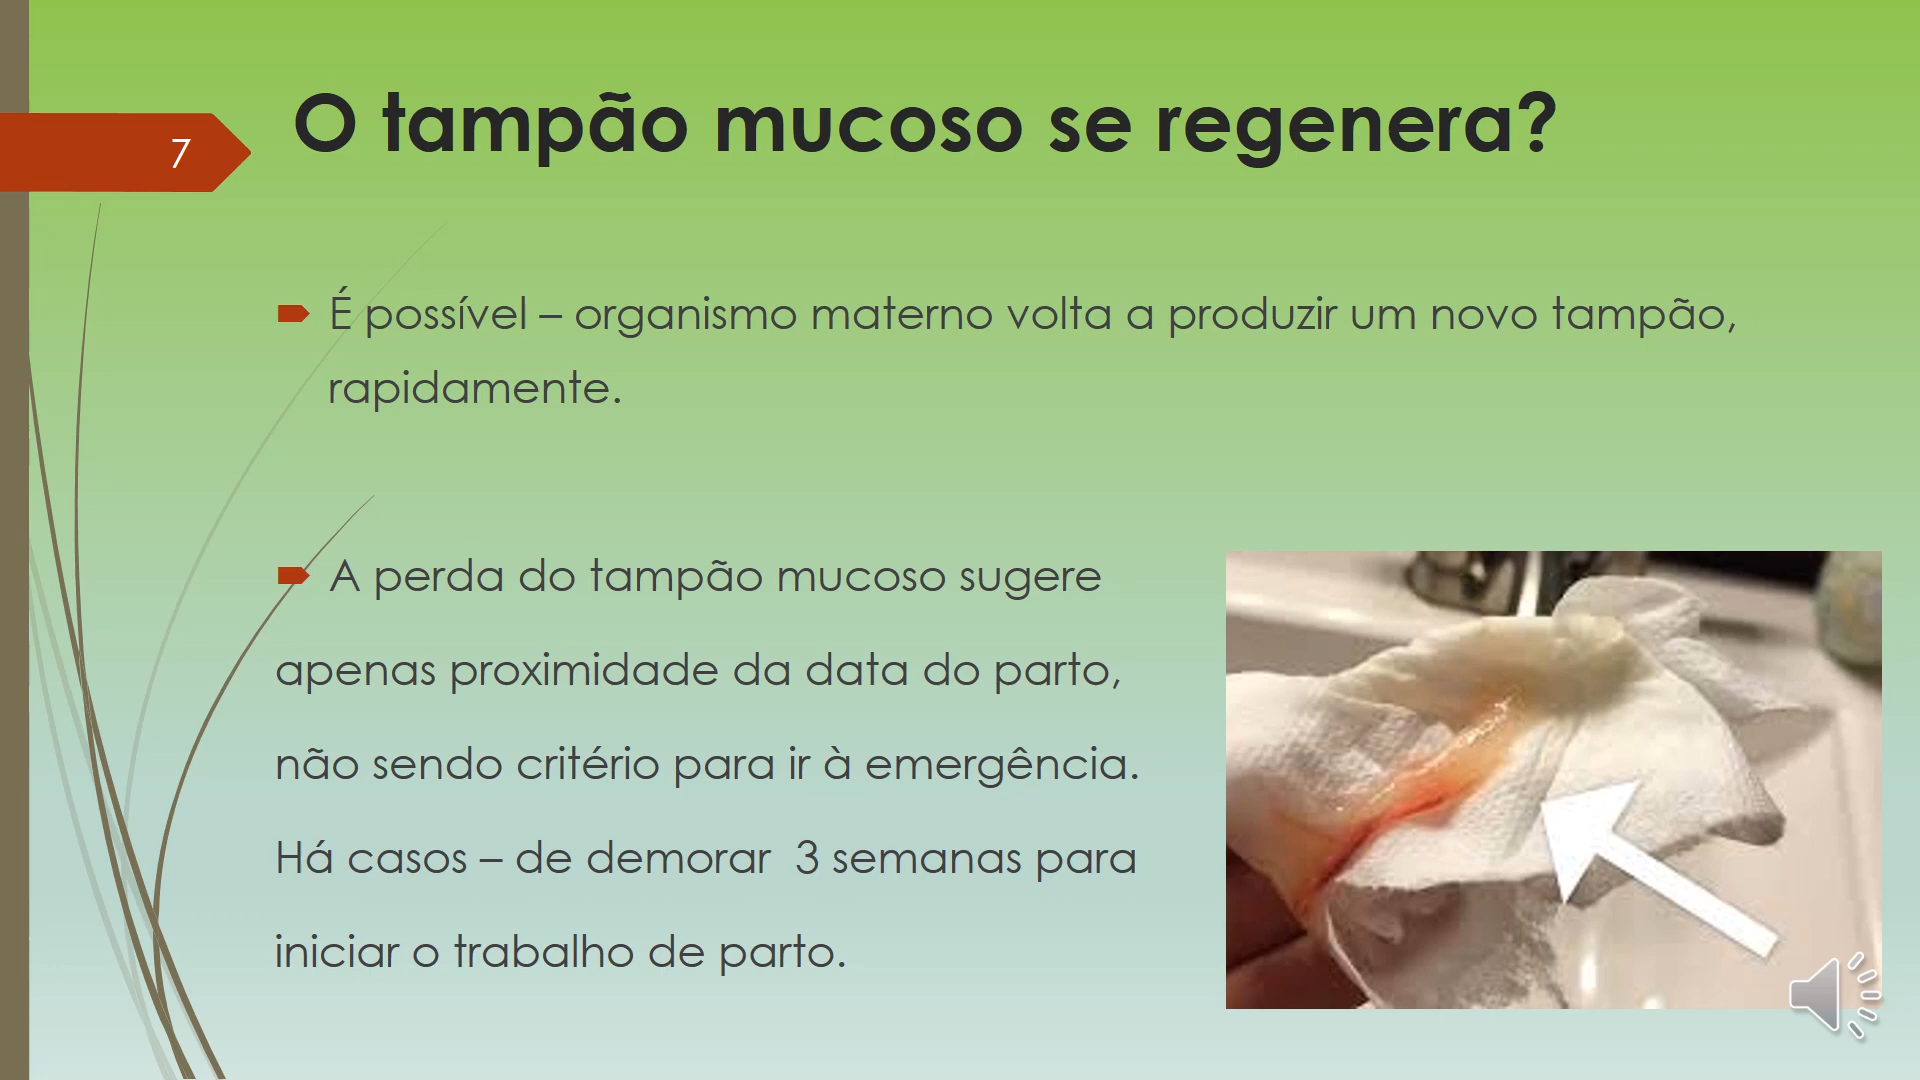 7
O tampão mucoso se regenera?
É possível – organismo materno volta a produzir um novo tampão,
rapidamente.
A perda do tampão mucoso sugere
apenas proximidade da data do parto,
não sendo critério para ir à emergência.
Há casos – de demorar  3 semanas para
iniciar o trabalho de parto.